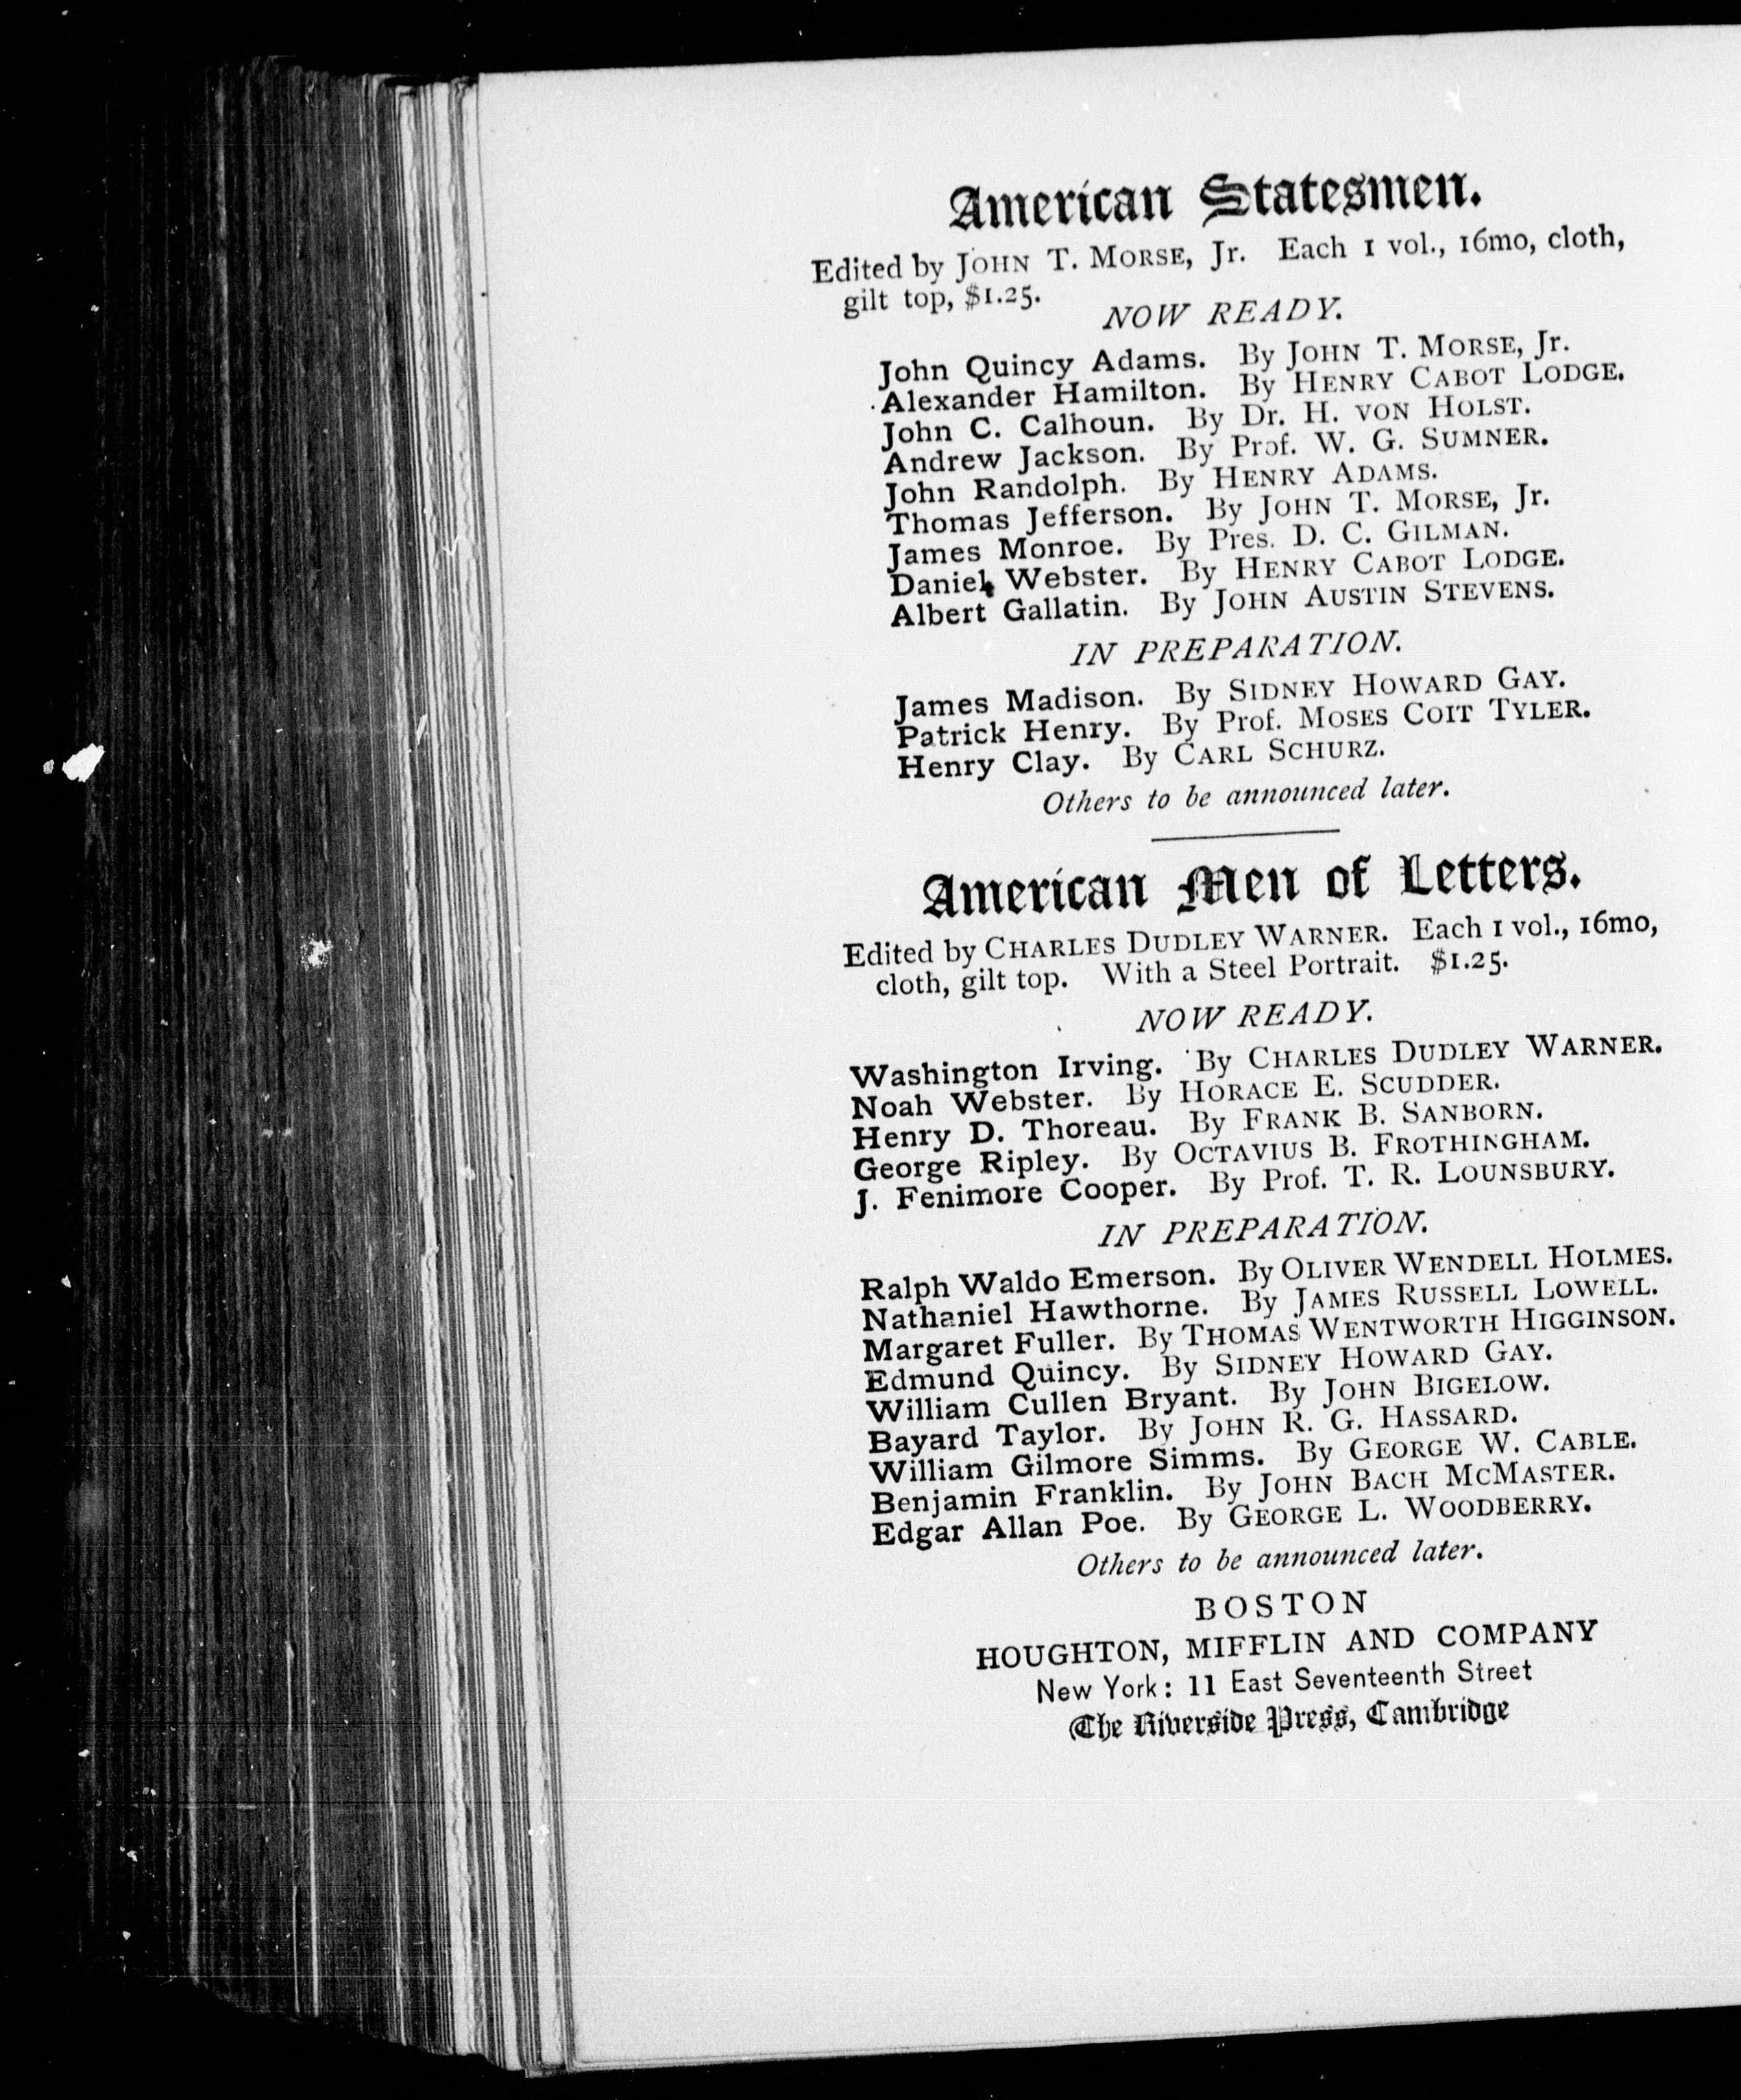 American Statesmen.
Edited by JOHN T. MORSE, Jr. Each 1 vol., 16mo, cloth,
gilt top, $1.25.
NOW READY.
John Quincy Adams. By JOHN T. MORSE, Jr.
Alexander Hamilton. By HENRY CABOT LODGE.
John C. Calhoun. By Dr. H. VON HOLST.
Andrew Jackson. By Prof. W. G. SUMNER.
John Randolph. By HENRY ADAMS.
Thomas Jefferson. By JOHN T. MORSE, Jr.
James Monroe. By Pres. D. C. GILMAN.
Daniel Webster. By HENRY CABOT LODGE.
Albert Gallatin. By JOHN AUSTIN STEVENS.
IN PREPARATION.
James Madison. By SIDNEY HOWARD GAY.
Patrick Henry. By Prof. MOSES COIT TYLER.
Henry Clay. By CARL SCHURZ.
Others to be announced later.
American Men of Letters.
Edited by CHARLES DUDLEY WARNER. Each 1 vol., 16mo,
cloth, gilt top. With a Steel Portrait. $1.25.
NOW READY.
Washington Irving. By CHARLES DUDLEY WARNER.
Noah Webster. By HORACE E. SCUDDER.
Henry D. Thoreau. By FRANK B. SANBORN.
George Ripley. By OCTAVIUS B. FROTHINGHAM.
J. Fenimore Cooper. By Prof. T. R. LOUNSBURY.
IN PREPARATION.
Ralph Waldo Emerson. By OLIVER WENDELL HOLMES.
Nathaniel Hawthorne. By JAMES RUSSELL LOWELL.
Margaret Fuller. By THOMAS WENTWORTH HIGGINSON.
Edmund Quincy. By SIDNEY HOWARD GAY.
William Cullen Bryant. By JOHN BIGELOW.
Bayard Taylor. By JOHN R. G. HASSARD.
William Gilmore Simms. By GEORGE W. CABLE.
Benjamin Franklin. By JOHN BACH MCMASTER.
Edgar Allan Poe. By GEORGE L. WOODBERRY.
Others to be announced later.
BOSTON
HOUGHTON, MIFFLIN AND COMPANY
New York: 11 East Seventeenth Street
The Riverside Press, Cambridge